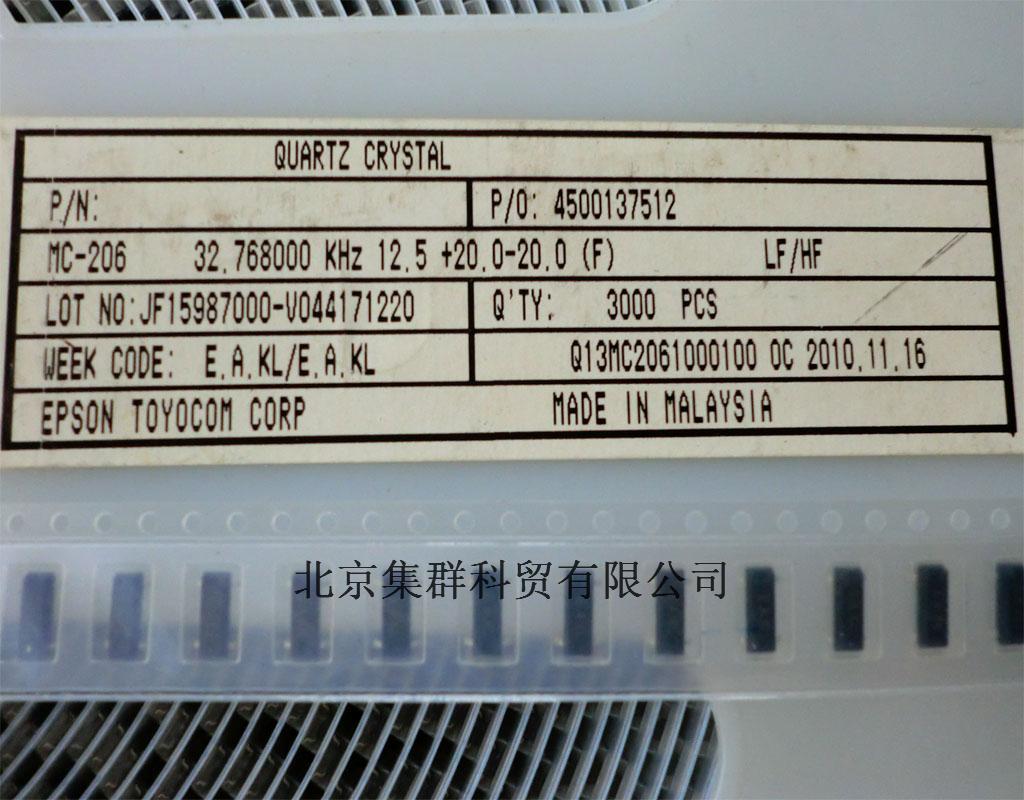 QUARTZ CRYSTAL
P/N:
P/O: 4500137512
MC-206 32.768000 KHz 12.5 +20.0-20.0 (F) LF/HF
LOT NO:JF15987000-V044171220
Q'TY: 3000 PCS
WEEK CODE: E.A.KL/E.A.KL
Q13MC2061000100 OC 2010.11.16
EPSON TOYOCOM CORP
MADE IN MALAYSIA
北京集群科贸有限公司